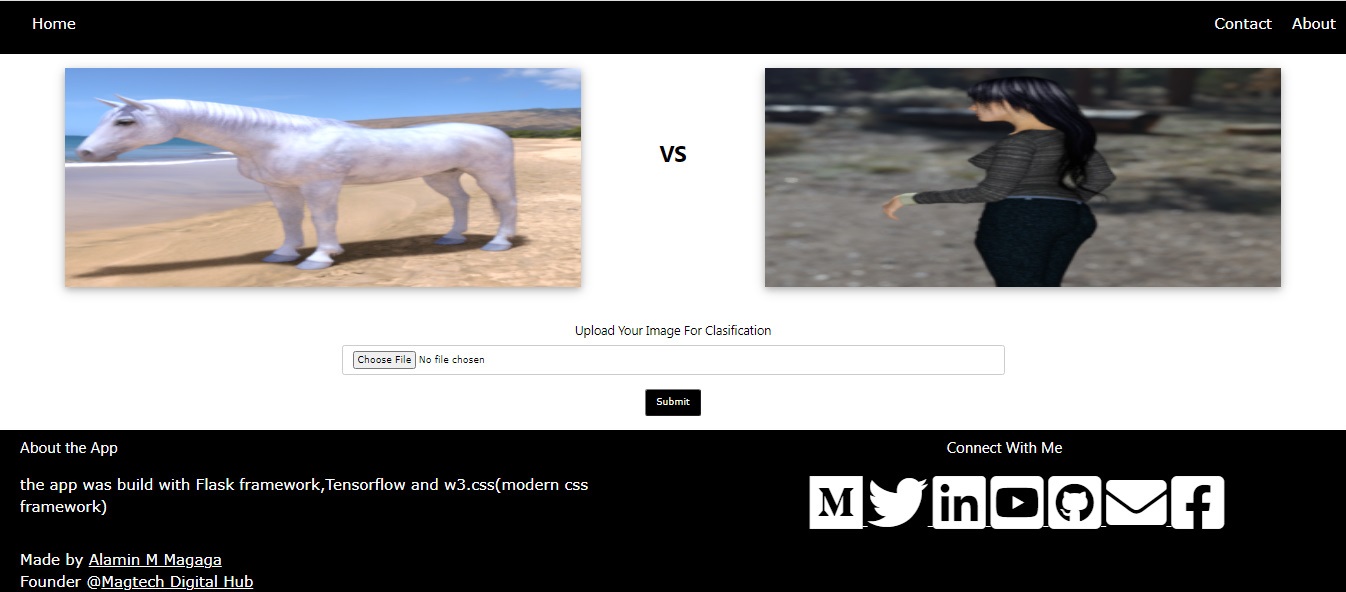 Home
Contact
About
VS
Upload Your Image For Clasification
Choose File No file chosen
Submit
About the App
the app was build with Flask framework,Tensorflow and w3.css(modern css
framework)
Made by Alamin M Magaga
Founder @Magtech Digital Hub
Connect With Me
M
in